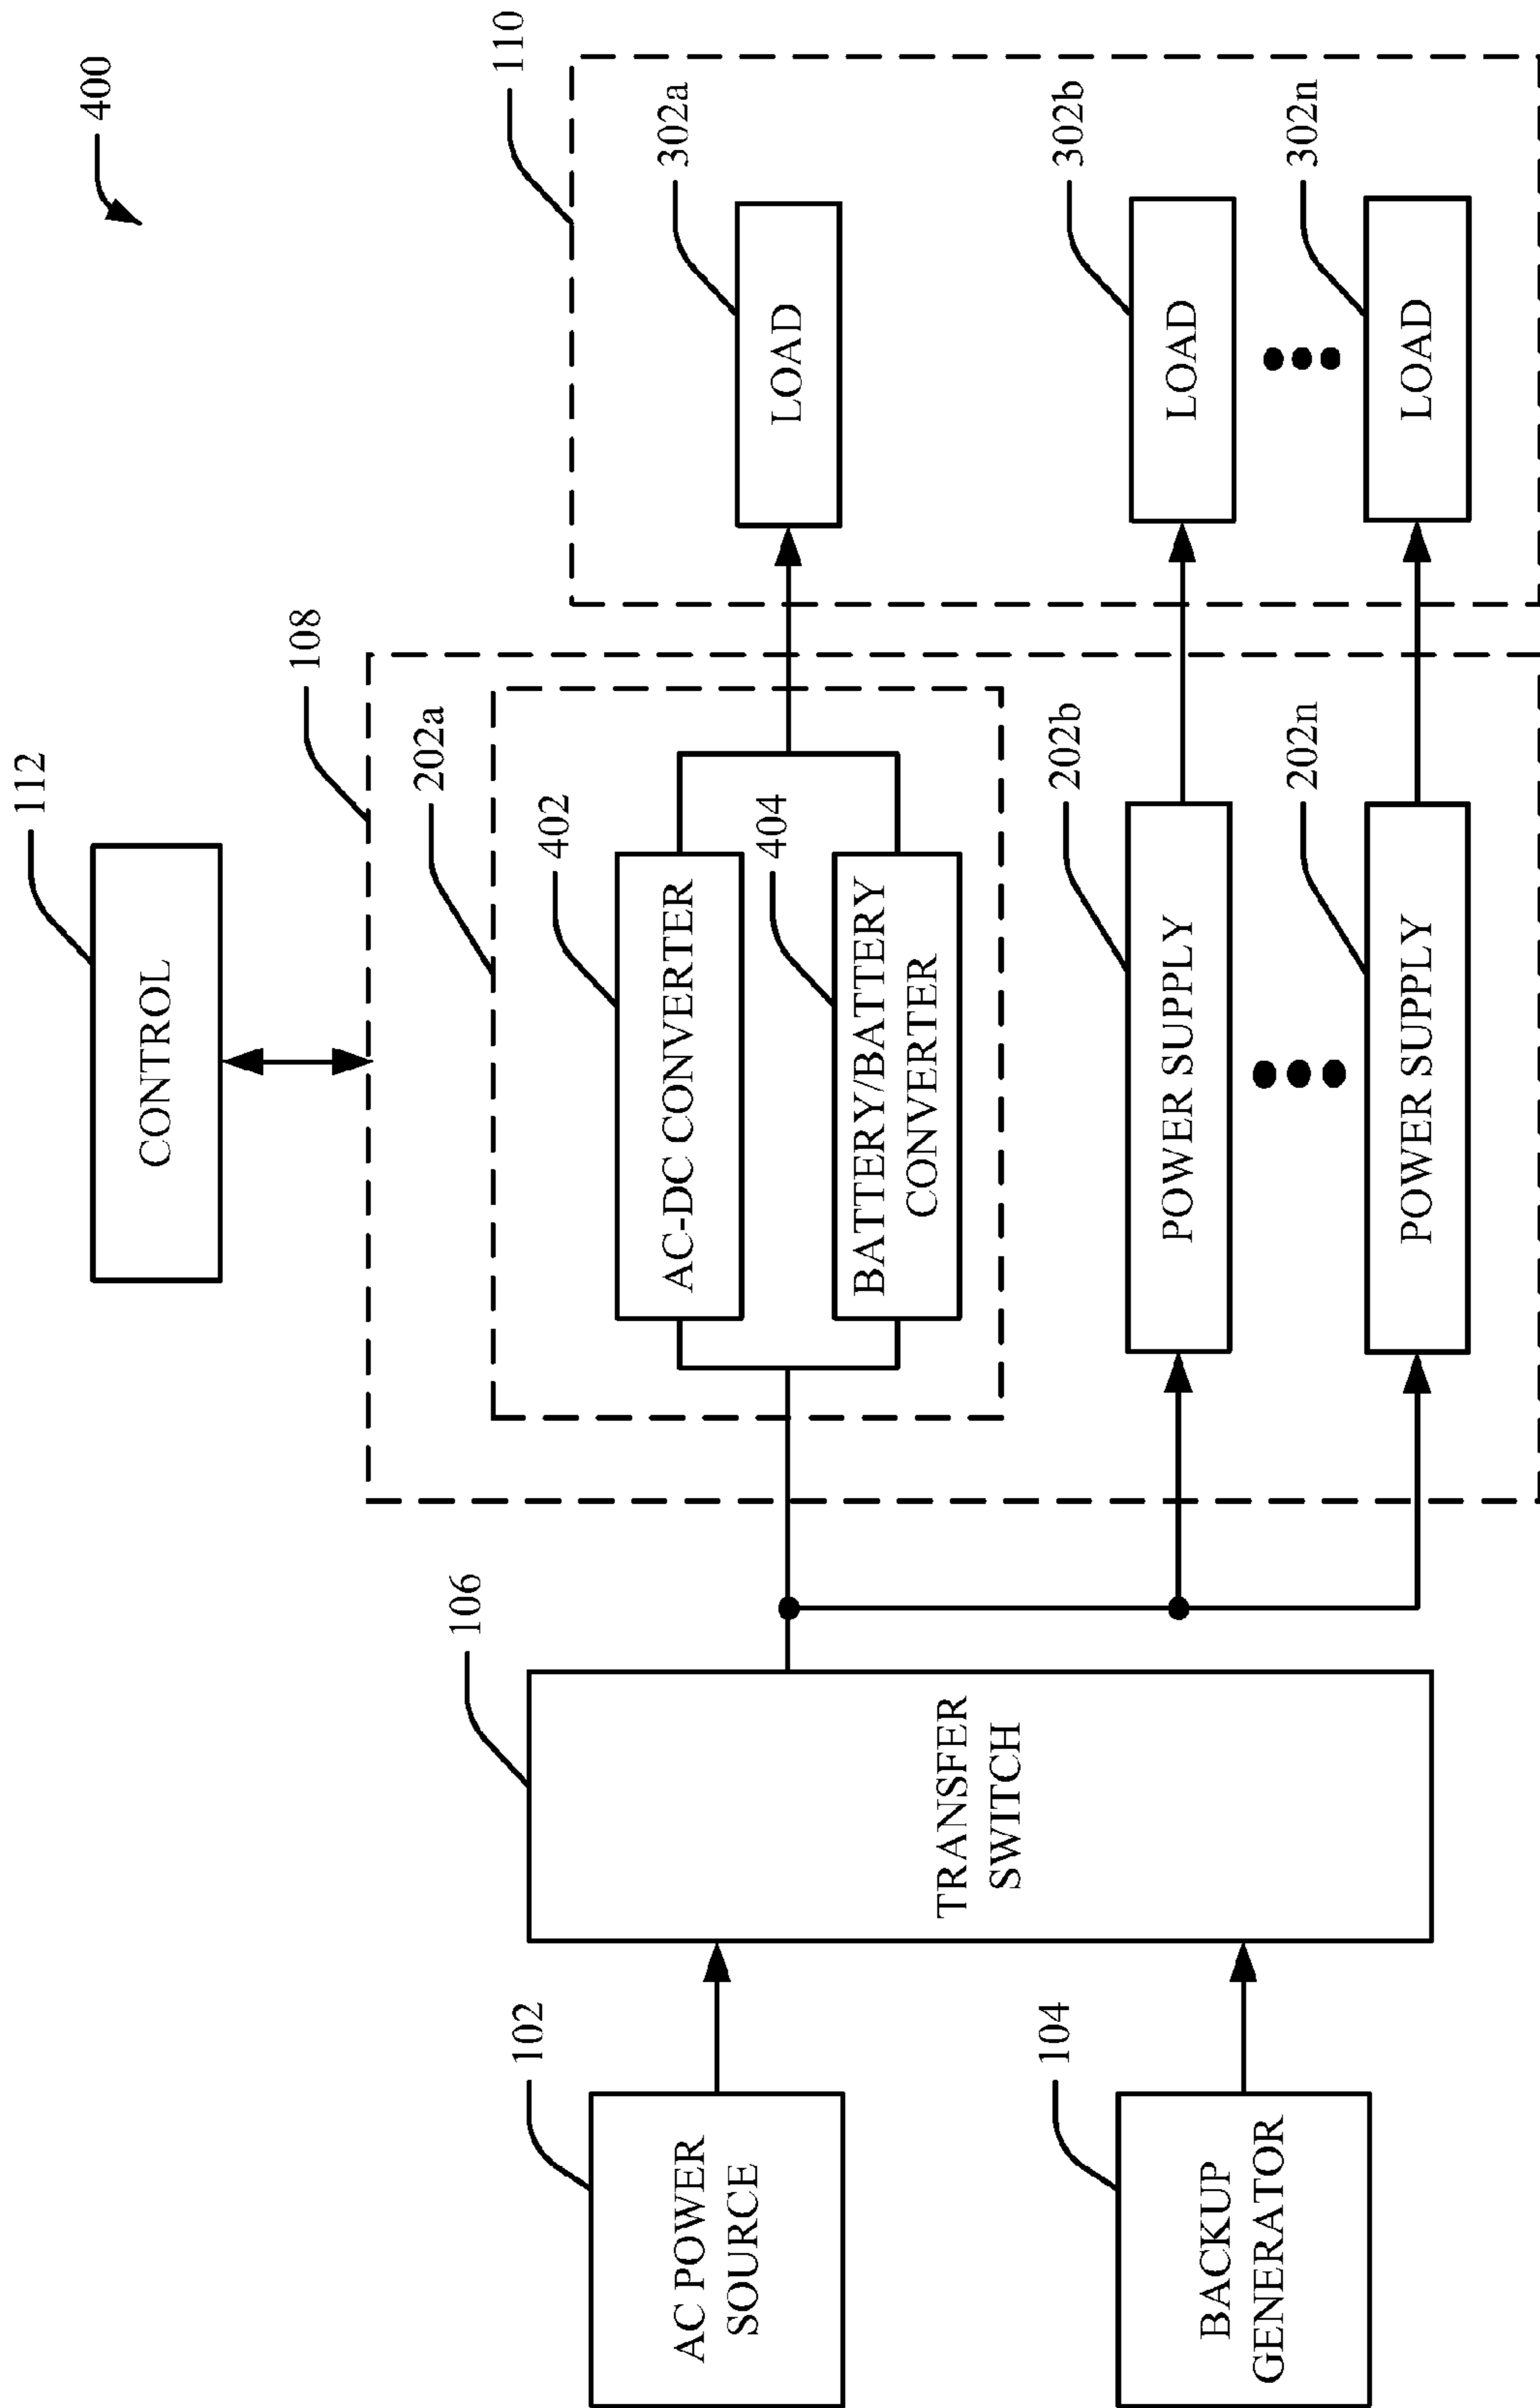 400
112
CONTROL
108
110
202a
402
AC-DC CONVERTER
404
BATTERY/BATTERY
CONVERTER
302a
LOAD
106
TRANSFER
SWITCH
102
AC POWER
SOURCE
104
BACKUP
GENERATOR
202b
POWER SUPPLY
302b
LOAD
202n
POWER SUPPLY
302n
LOAD